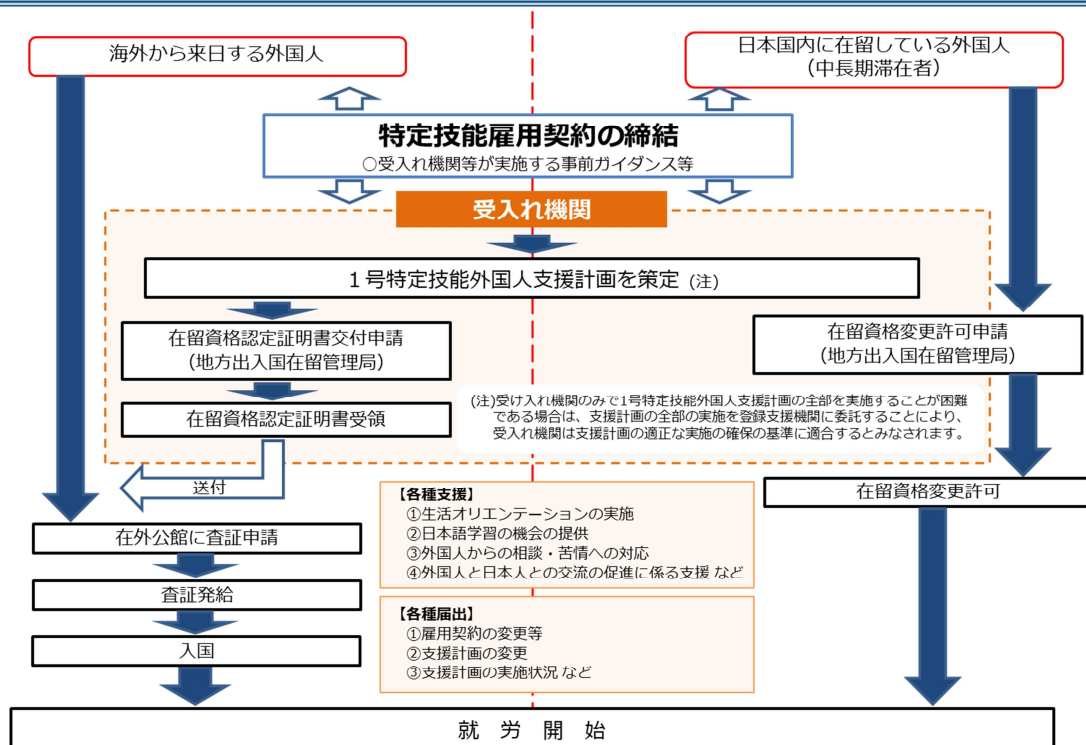 海外から来日する外国人
日本国内に在留している外国人
（中長期滞在者）
特定技能雇用契約の締結
○受入れ機関等が実施する事前ガイダンス等
受入れ機関
１号特定技能外国人支援計画を策定 (注)
在留資格認定証明書交付申請
（地方出入国在留管理局）
在留資格変更許可申請
（地方出入国在留管理局）
在留資格認定証明書受領
(注)受け入れ機関のみで1号特定技能外国人支援計画の全部を実施することが困難
である場合は、支援計画の全部の実施を登録支援機関に委託することにより、
受入れ機関は支援計画の適正な実施の確保の基準に適合するとみなされます。
送付
在留資格変更許可
【各種支援】
①生活オリエンテーションの実施
②日本語学習の機会の提供
③外国人からの相談・苦情への対応
④外国人と日本人との交流の促進に係る支援 など
在外公館に査証申請
査証発給
入国
【各種届出】
①雇用契約の変更等
②支援計画の変更
③支援計画の実施状況 など
就 労 開 始